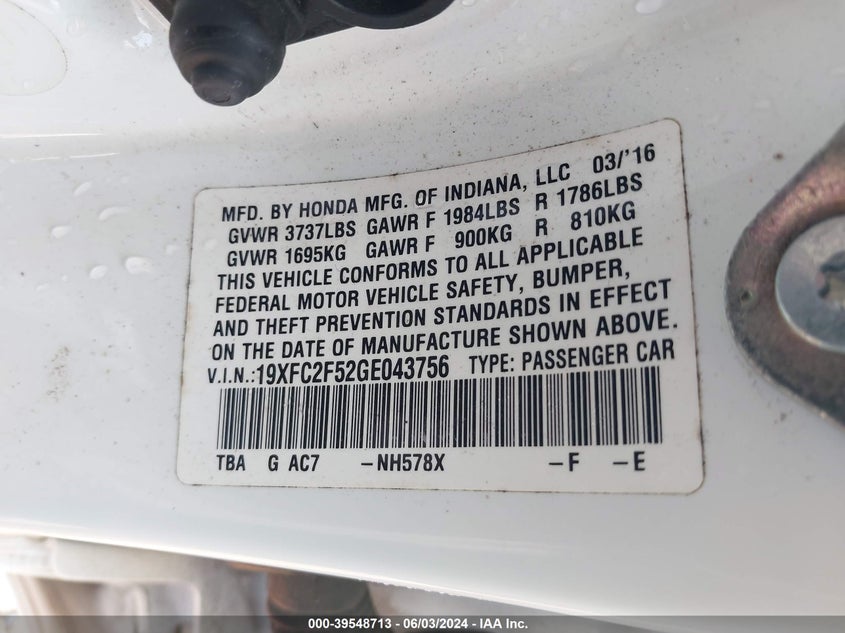 MFD. BY HONDA MFG. OF INDIANA, LLC 03/'16
GVWR 3737LBS GAWR F 1984LBS R 1786LBS
GVWR 1695KG GAWR F 900KG R 810KG
THIS VEHICLE CONFORMS TO ALL APPLICABLE
FEDERAL MOTOR VEHICLE SAFETY, BUMPER,
AND THEFT PREVENTION STANDARDS IN EFFECT
ON THE DATE OF MANUFACTURE SHOWN ABOVE.
V.I.N.:19XFC2F52GE043756 TYPE: PASSENGER CAR
TBA G AC7 –NH578X –F –E
000-39548713 - 06/03/2024 - IAA Inc.